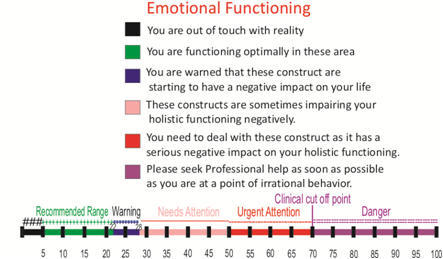 Emotional Functioning
You are out of touch with reality
You are functioning optimally in these area
You are warned that these construct are
starting to have a negative impact on your life
These constructs are sometimes impairing your
holistic functioning negatively.
You need to deal with these construct as it has a
serious negative impact on your holistic functioning.
Please seek Professional help as soon as possible
as you are at a point of irrational behavior.
Clinical cut off point
Recommended Range Warning Needs Attention Urgent Attention Danger
####
5 10 15 20 25 30 35 40 45 50 55 60 65 70 75 80 85 90 95 100